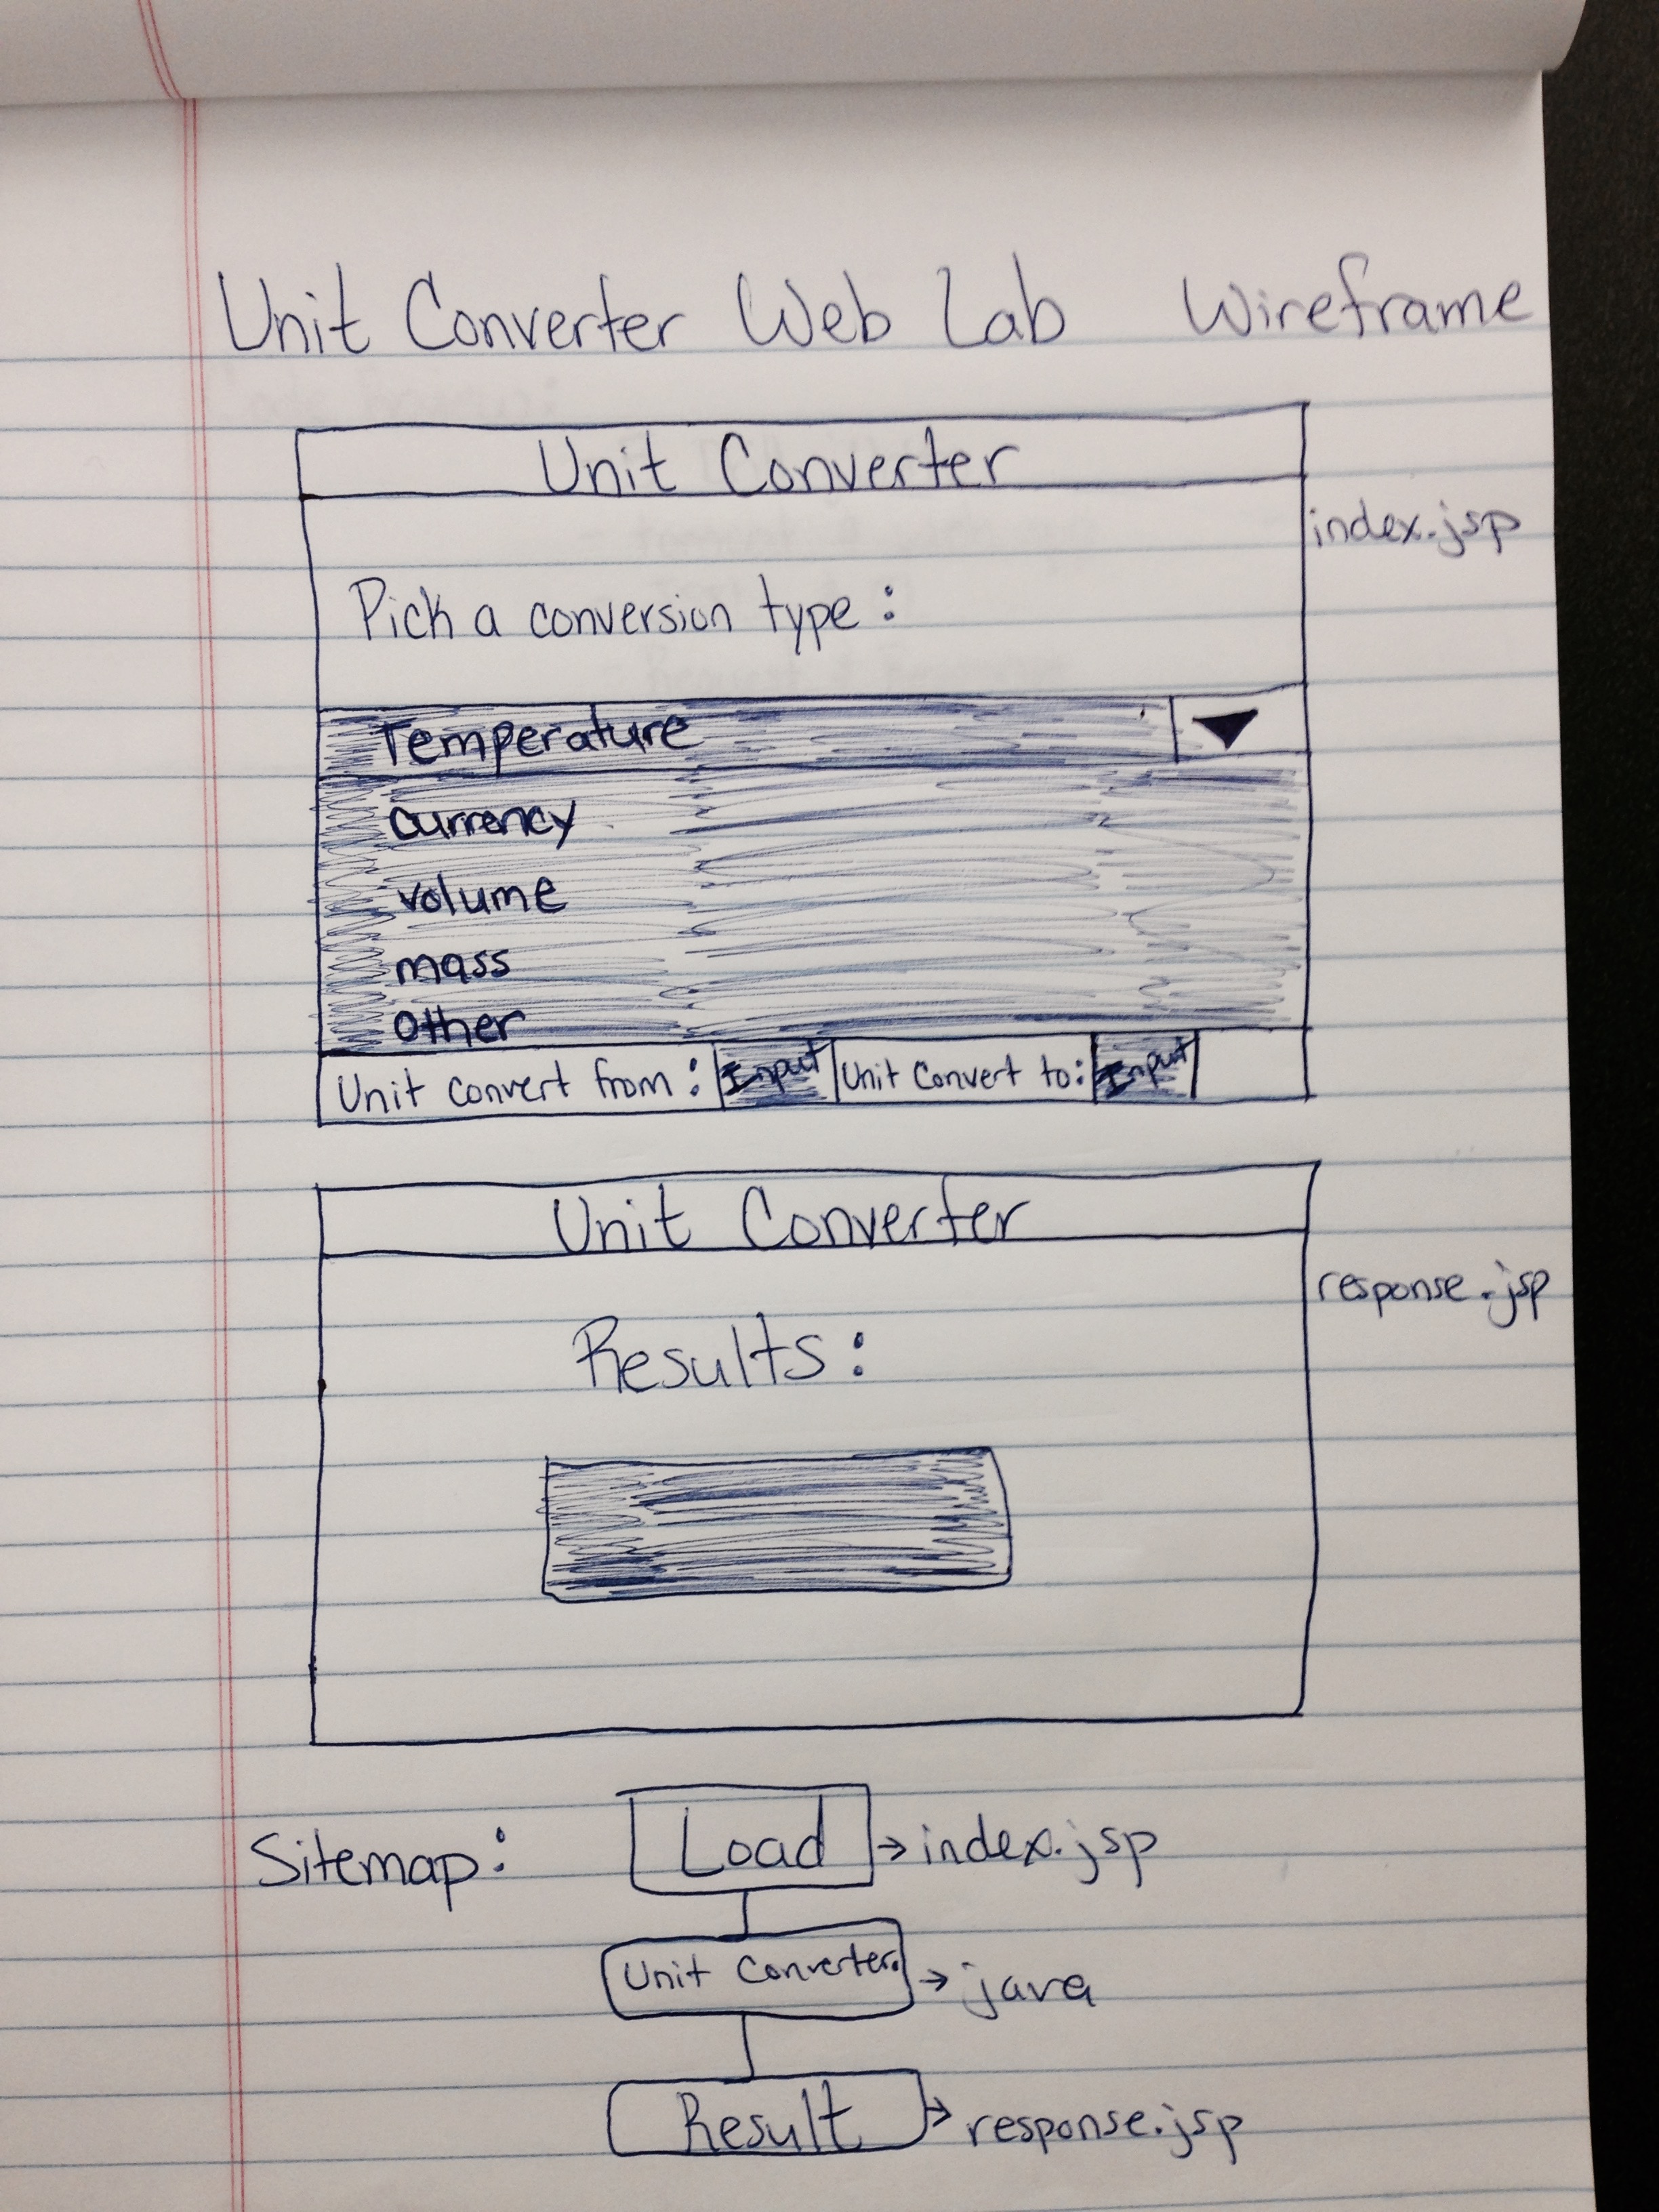 Unit Converter Web Lab Wireframe
Unit Converter
index.jsp
Pick a conversion type:
Temperature
currency
volume
mass
other
Unit convert from: Input Unit Convert to: Input
Unit Converter
response.jsp
Results:
Sitemap: Load → index.jsp
Unit Converter. → java
Result → response.jsp